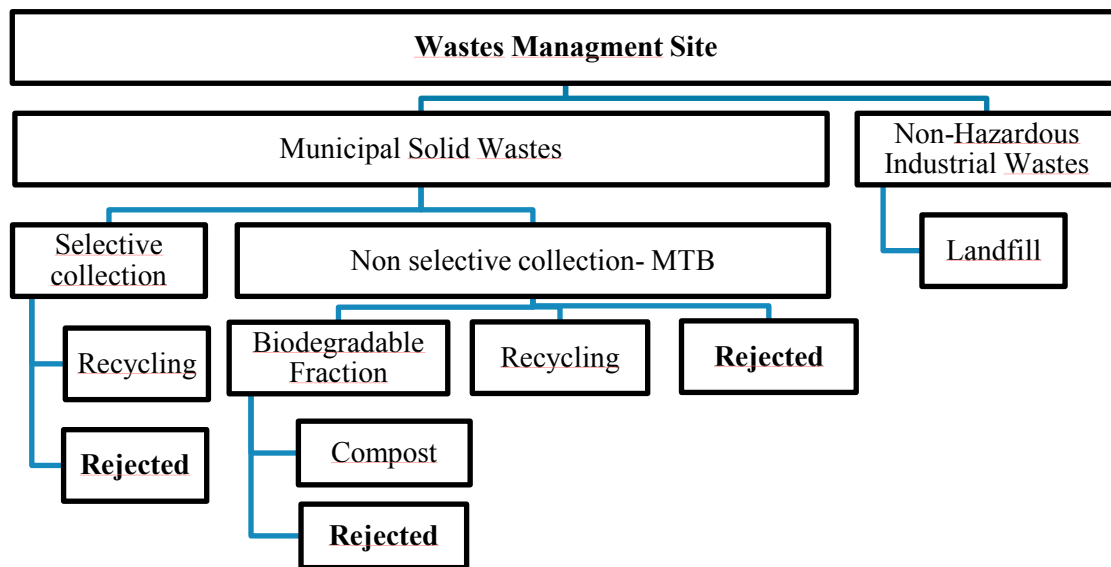 Wastes Managment Site
Municipal Solid Wastes
Non-Hazardous
Industrial Wastes
Selective
collection
Non selective collection- MTB
Landfill
Recycling
Biodegradable
Fraction
Recycling
Rejected
Rejected
Compost
Rejected